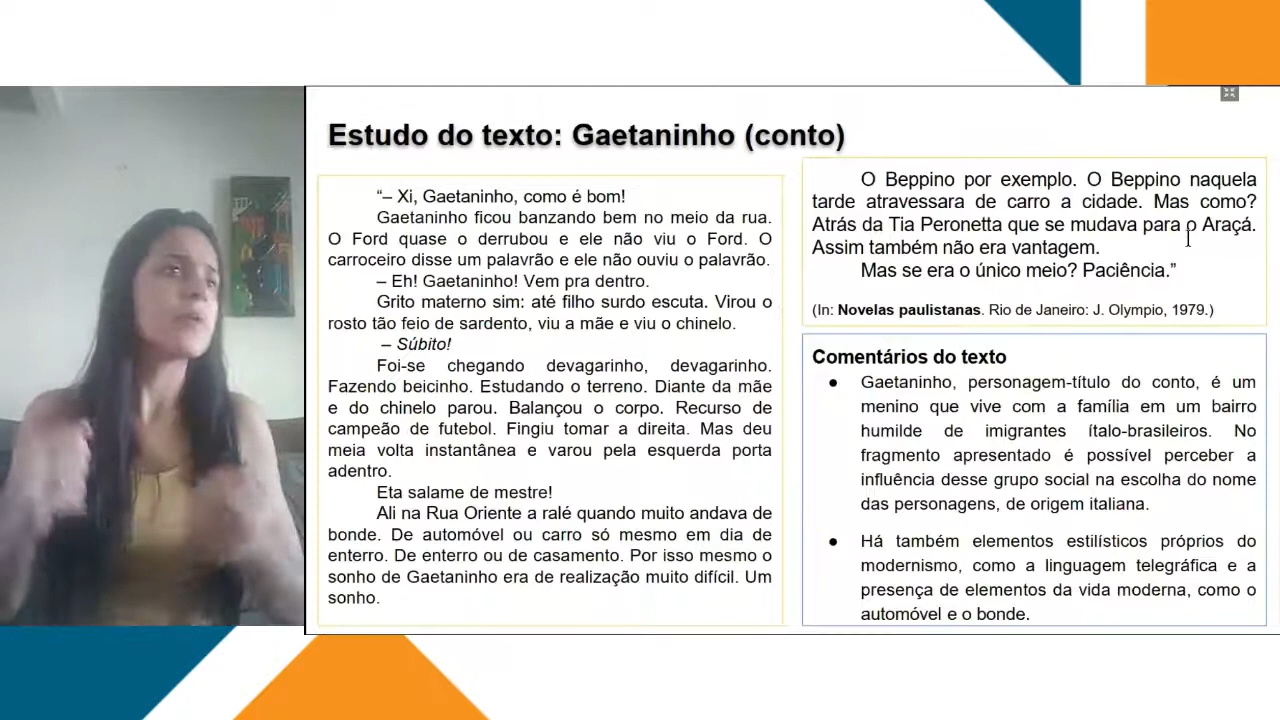 Estudo do texto: Gaetaninho (conto)
“– Xi, Gaetaninho, como é bom!
Gaetaninho ficou banzando bem no meio da rua.
O Ford quase o derrubou e ele não viu o Ford. O
carroceiro disse um palavrão e ele não ouviu o palavrão.
– Eh! Gaetaninho! Vem pra dentro.
Grito materno sim: até filho surdo escuta. Virou o
rosto tão feio de sardento, viu a mãe e viu o chinelo.
– Súbito!
Foi-se chegando devagarinho, devagarinho.
Fazendo beicinho. Estudando o terreno. Diante da mãe
e do chinelo parou. Balançou o corpo. Recurso de
campeão de futebol. Fingiu tomar a direita. Mas deu
meia volta instantânea e varou pela esquerda porta
adentro.
Eta salame de mestre!
Ali na Rua Oriente a ralé quando muito andava de
bonde. De automóvel ou carro só mesmo em dia de
enterro. De enterro ou de casamento. Por isso mesmo o
sonho de Gaetaninho era de realização muito difícil. Um
sonho.
O Beppino por exemplo. O Beppino naquela
tarde atravessara de carro a cidade. Mas como?
Atrás da Tia Peronetta que se mudava para o Araçá.
Assim também não era vantagem.
Mas se era o único meio? Paciência.”
(In: Novelas paulistanas. Rio de Janeiro: J. Olympio, 1979.)
Comentários do texto
● Gaetaninho, personagem-título do conto, é um
menino que vive com a família em um bairro
humilde de imigrantes ítalo-brasileiros. No
fragmento apresentado é possível perceber a
influência desse grupo social na escolha do nome
das personagens, de origem italiana.
● Há também elementos estilísticos próprios do
modernismo, como a linguagem telegráfica e a
presença de elementos da vida moderna, como o
automóvel e o bonde.